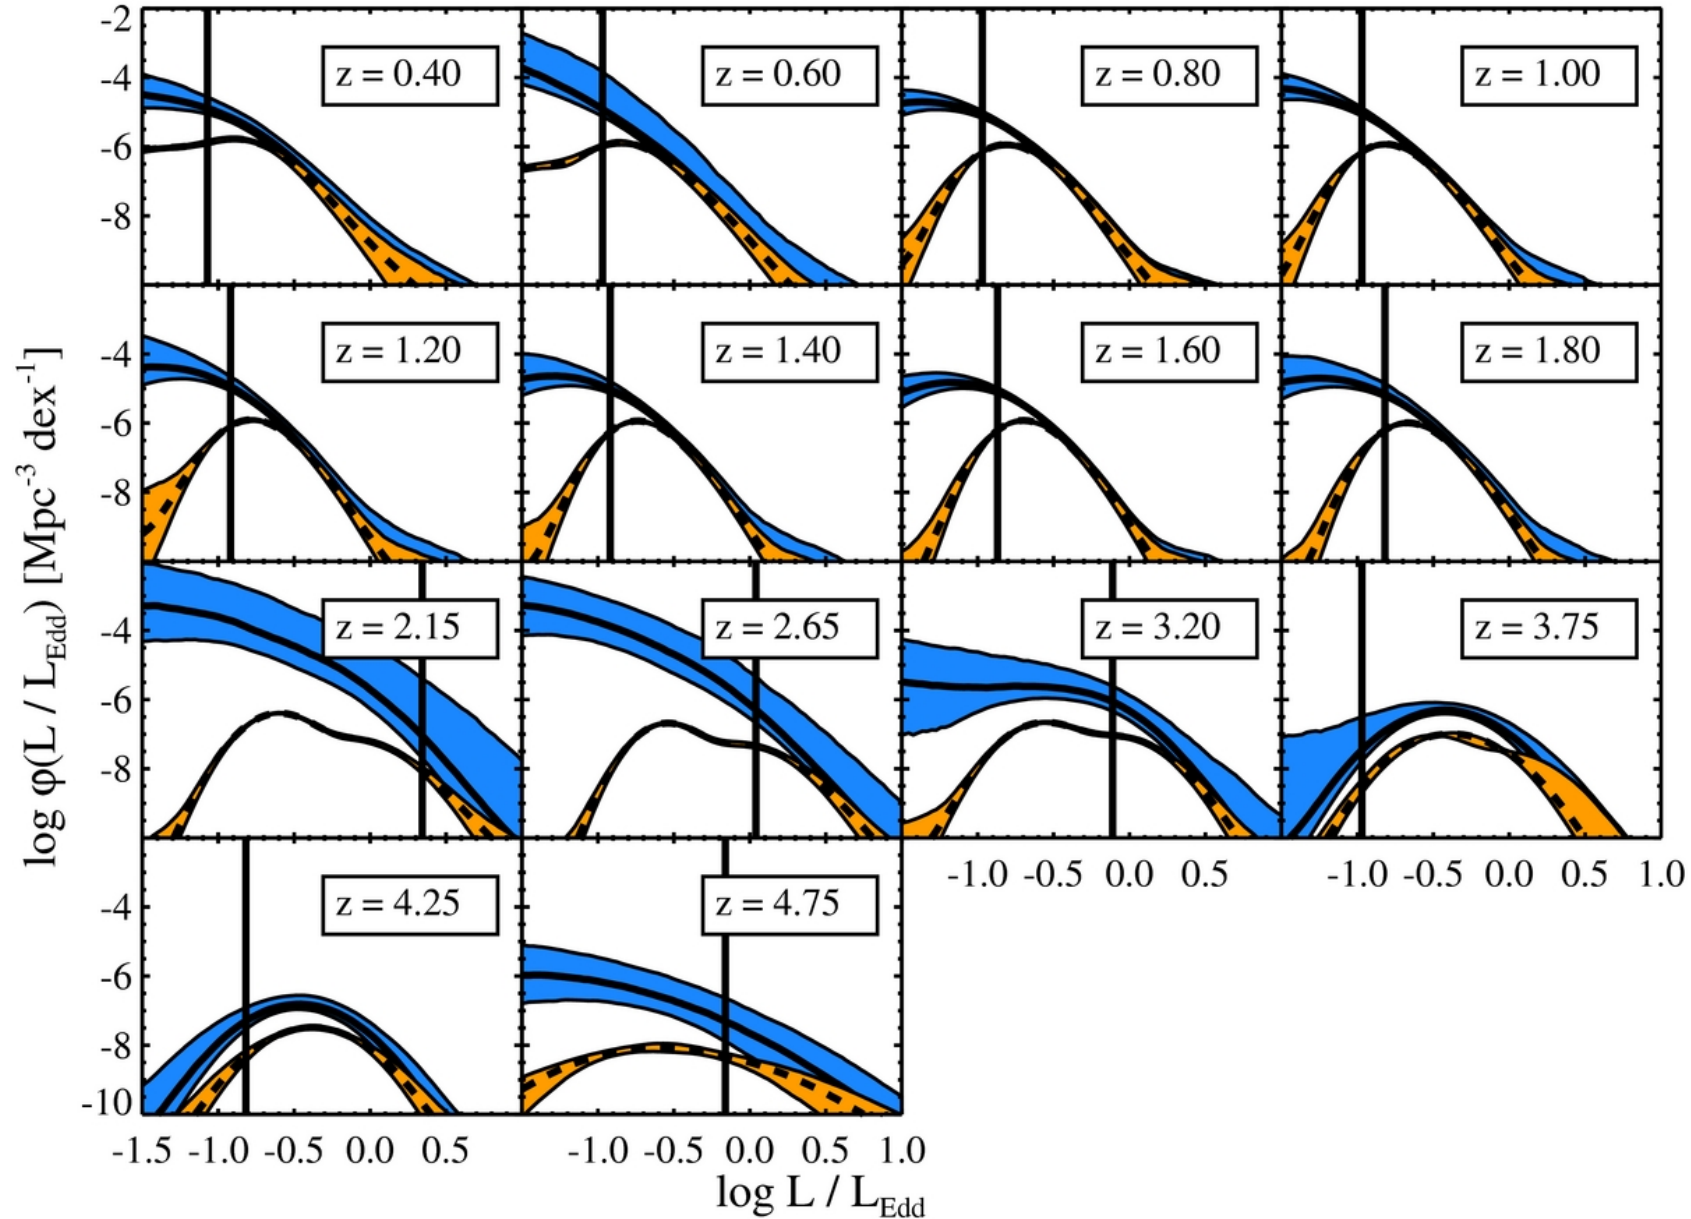 -2
-4
-6
-8
z = 0.40
z = 0.60
z = 0.80
z = 1.00
-4
-6
-8
z = 1.20
z = 1.40
z = 1.60
z = 1.80
-4
-6
-8
z = 2.15
z = 2.65
z = 3.20
z = 3.75
-1.0 -0.5 0.0 0.5
-1.0 -0.5 0.0 0.5 1.0
-4
-6
-8
-10
z = 4.25
z = 4.75
-1.5 -1.0 -0.5 0.0 0.5
-1.0 -0.5 0.0 0.5 1.0
log L / L_Edd
log φ(L / L_Edd) [Mpc⁻³ dex⁻¹]